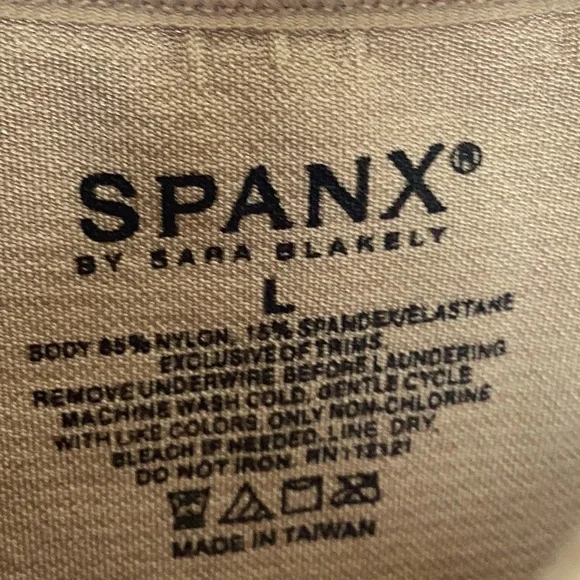 SPANX®
BY SARA BLAKELY
L
BODY 85% NYLON, 15% SPANDEX/ELASTANE
EXCLUSIVE OF TRIMS
REMOVE UNDERWIRE BEFORE LAUNDERING
MACHINE WASH COLD, GENTLE CYCLE
WITH LIKE COLORS, ONLY NON-CHLORINE
BLEACH IF NEEDED. LINE DRY.
DO NOT IRON. RN 112121
MADE IN TAIWAN